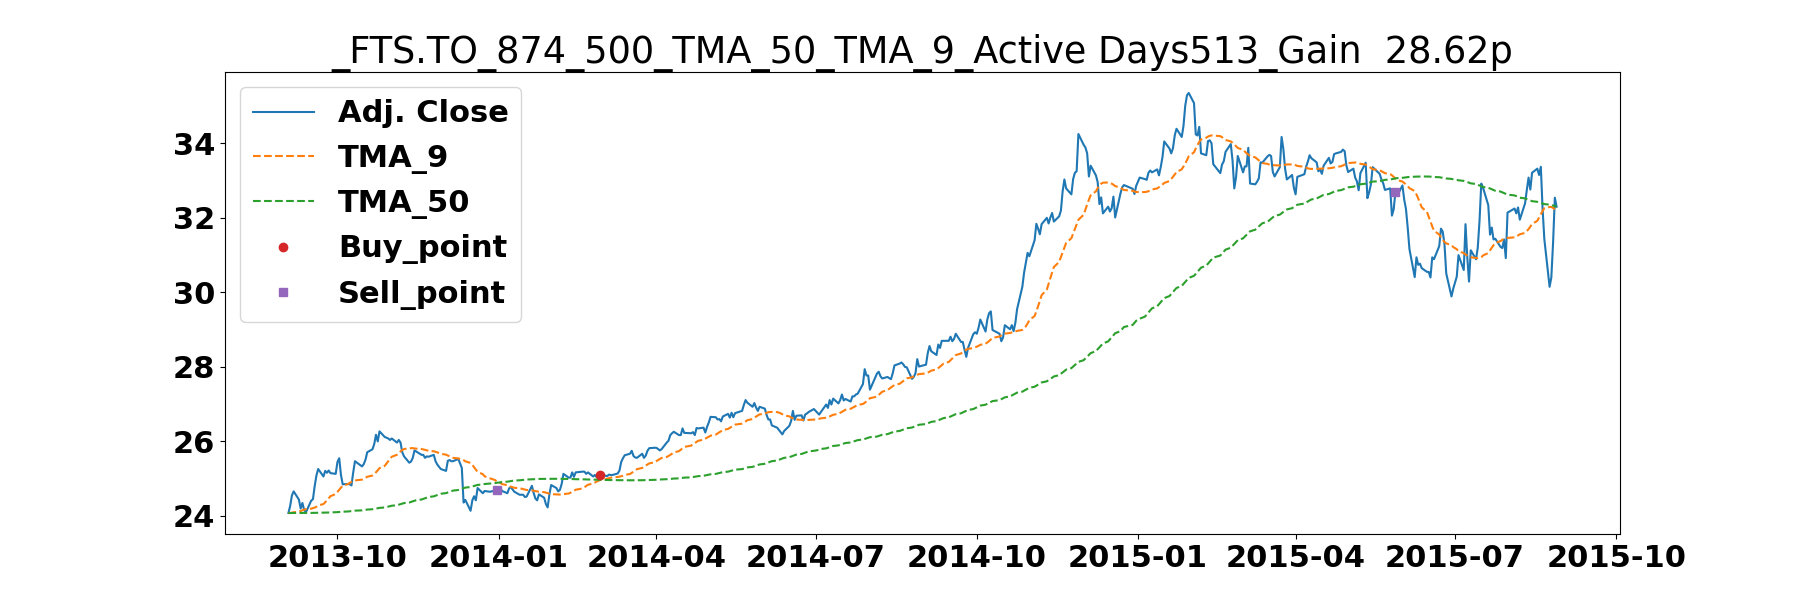 _FTS.TO_874_500_TMA_50_TMA_9_Active Days513_Gain  28.62p
Adj. Close
TMA_9
TMA_50
Buy_point
Sell_point
34
32
30
28
26
24
2013-10 2014-01 2014-04 2014-07 2014-10 2015-01 2015-04 2015-07 2015-10